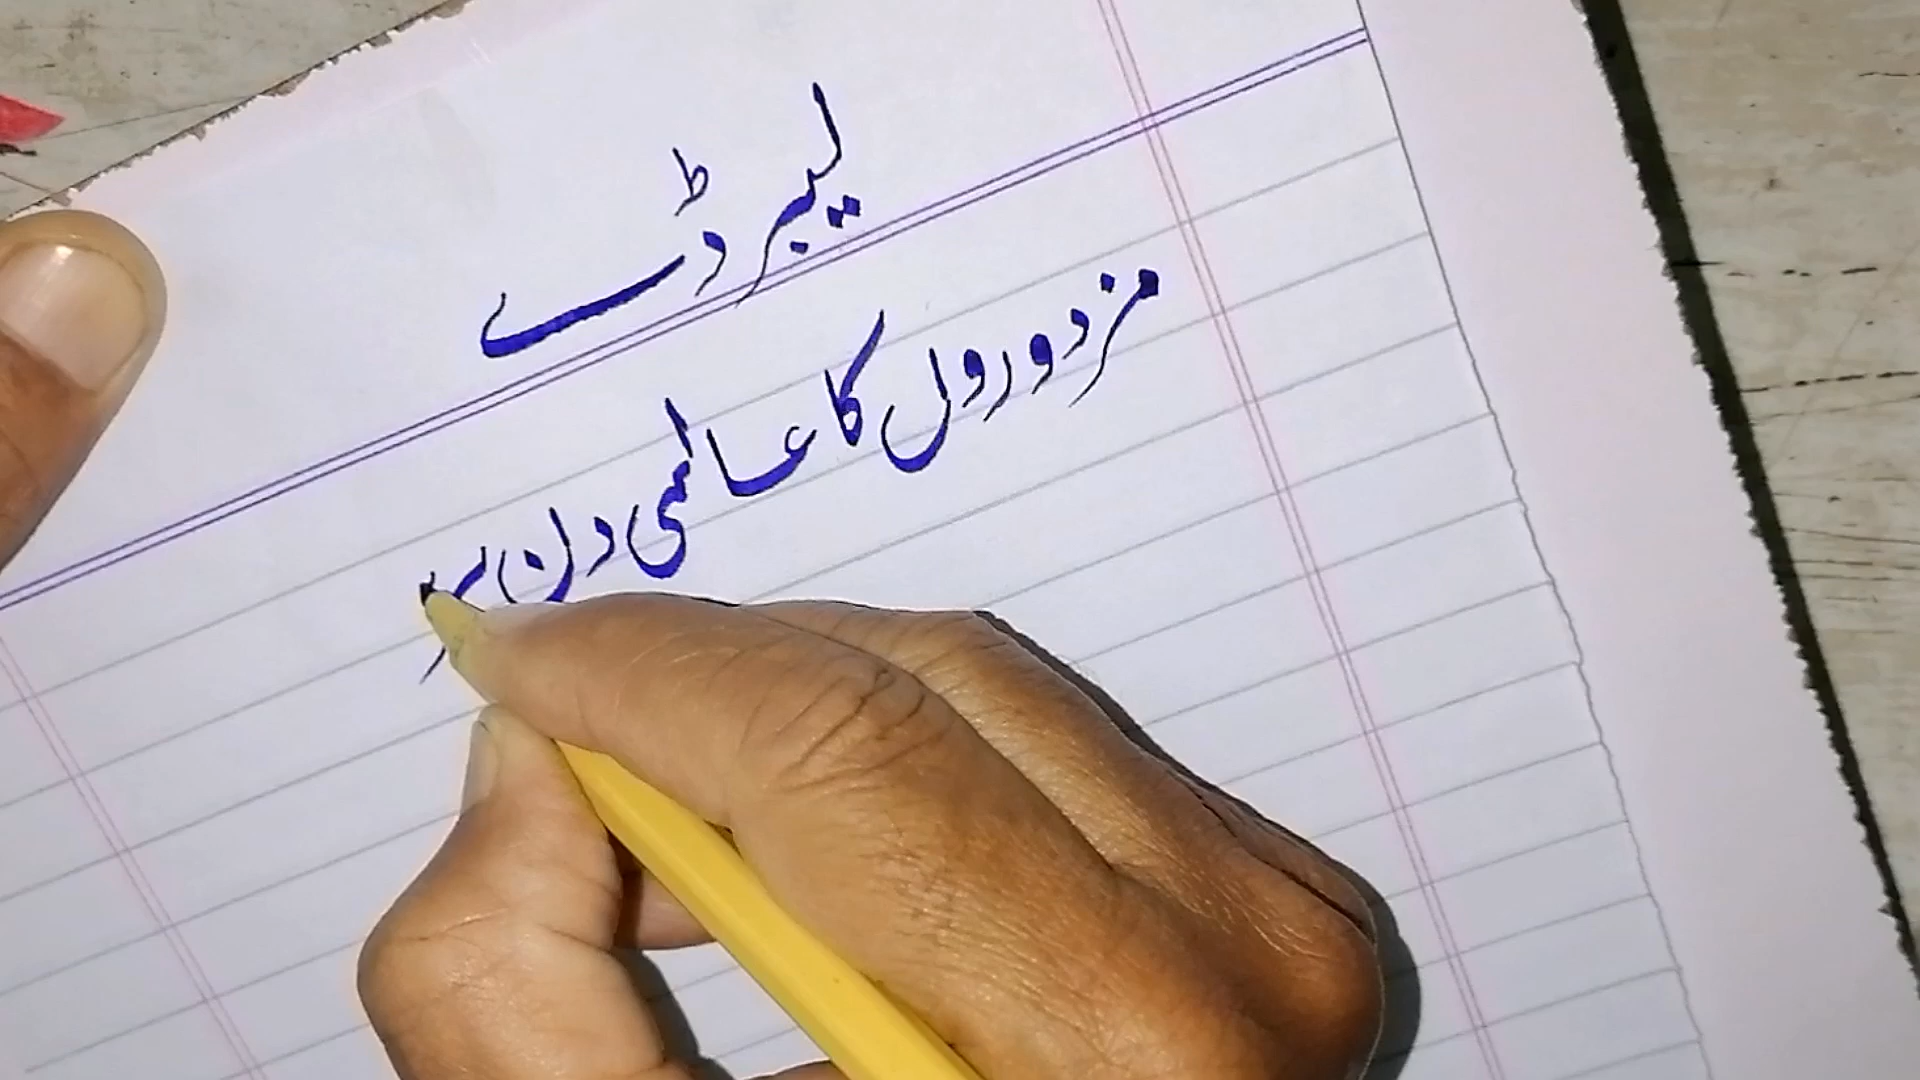 لیبر ڈے
مزدوروں کا عالمی دن